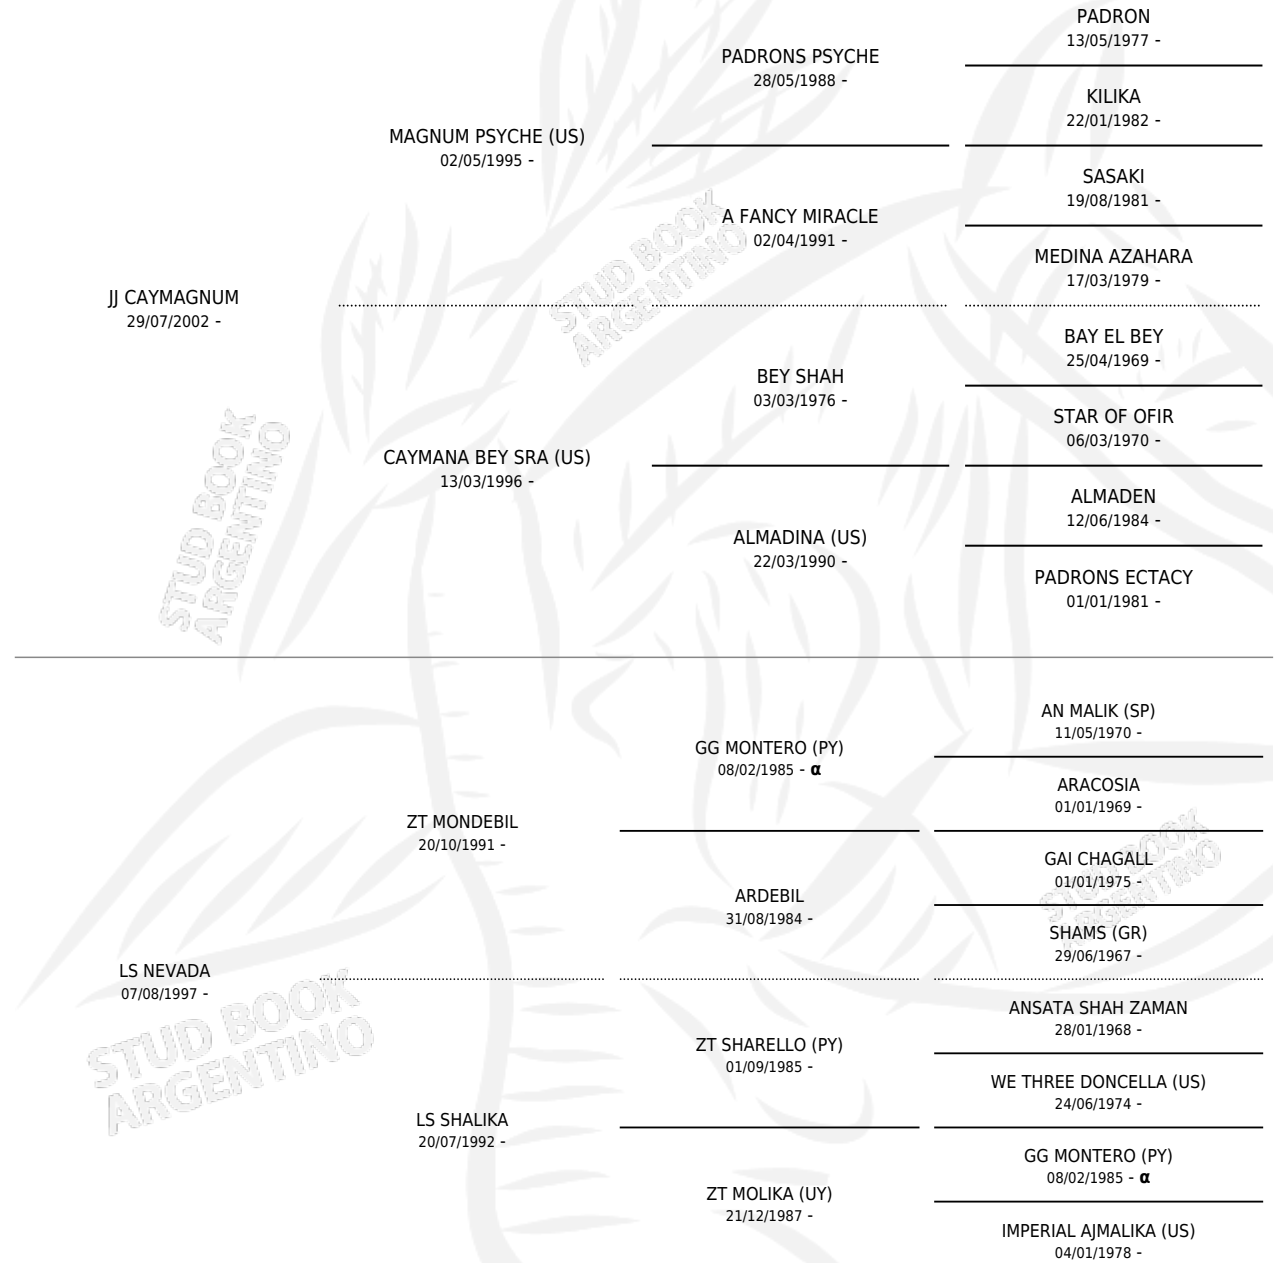 PADRON
13/05/1977 -
PADRONS PSYCHE
28/05/1988 -
KILIKA
22/01/1982 -
MAGNUM PSYCHE (US)
02/05/1995 -
SASAKI
19/08/1981 -
A FANCY MIRACLE
02/04/1991 -
MEDINA AZAHARA
17/03/1979 -
STUD BOOK
ARGENTINO
JJ CAYMAGNUM
29/07/2002 -
BAY EL BEY
25/04/1969 -
BEY SHAH
03/03/1976 -
STAR OF OFIR
06/03/1970 -
CAYMANA BEY SRA (US)
13/03/1996 -
ALMADEN
12/06/1984 -
ALMADINA (US)
22/03/1990 -
PADRONS ECTACY
01/01/1981 -
STUD BOOK
ARGENTINO
AN MALIK (SP)
11/05/1970 -
GG MONTERO (PY)
08/02/1985 - α
ARACOSIA
01/01/1969 -
ZT MONDEBIL
20/10/1991 -
GAI CHAGALL
01/01/1975 -
ARDEBIL
31/08/1984 -
SHAMS (GR)
29/06/1967 -
STUD BOOK
ARGENTINO
LS NEVADA
07/08/1997 -
ANSATA SHAH ZAMAN
28/01/1968 -
ZT SHARELLO (PY)
01/09/1985 -
WE THREE DONCELLA (US)
24/06/1974 -
STUD BOOK
ARGENTINO
LS SHALIKA
20/07/1992 -
GG MONTERO (PY)
08/02/1985 - α
ZT MOLIKA (UY)
21/12/1987 -
IMPERIAL AJMALIKA (US)
04/01/1978 -